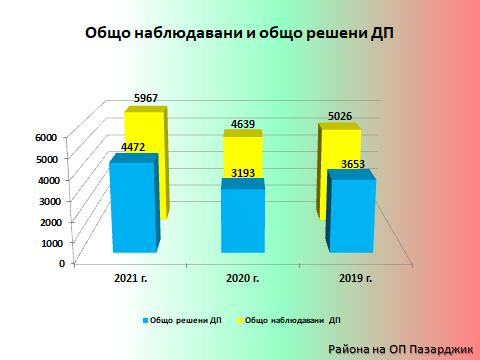 Общо наблюдавани и общо решени ДП
5967
4639
5026
4472
3193
3653
6000
5000
4000
3000
2000
1000
0
2021 г.
2020 г.
2019 г.
Общо решени ДП
Общо наблюдавани ДП
Района на ОП Пазарджик